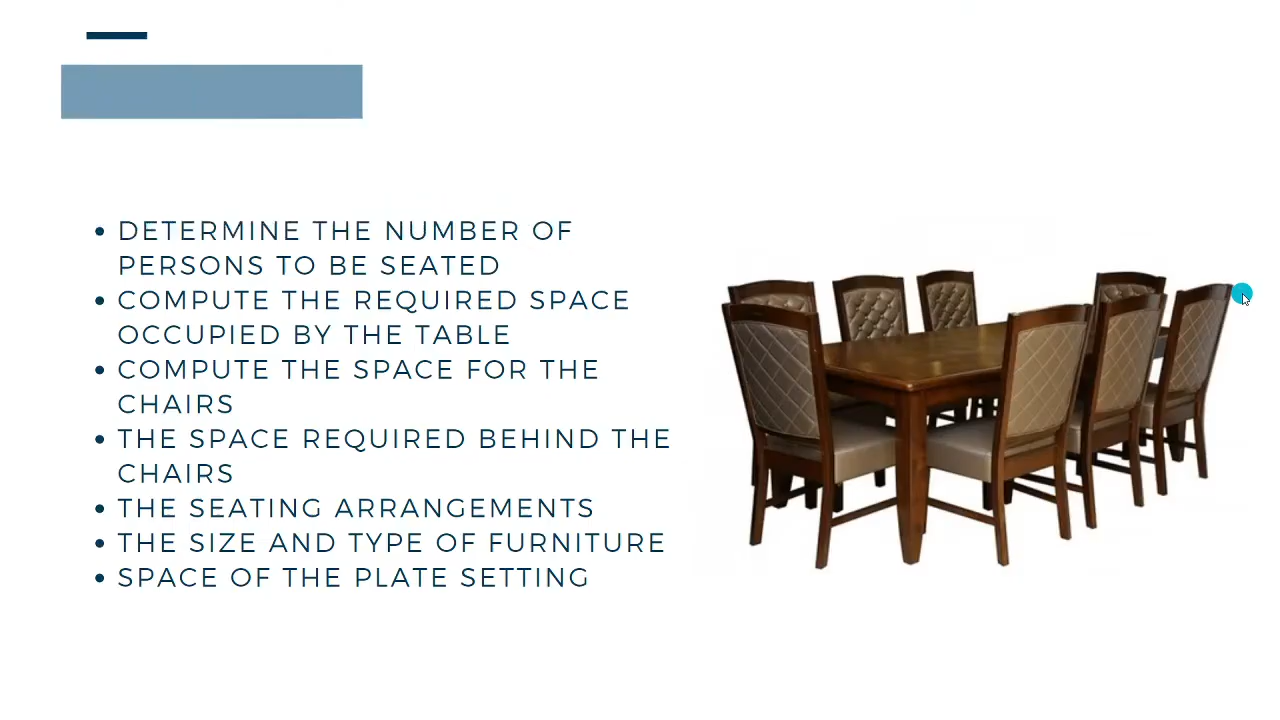 • DETERMINE THE NUMBER OF
PERSONS TO BE SEATED
• COMPUTE THE REQUIRED SPACE
OCCUPIED BY THE TABLE
• COMPUTE THE SPACE FOR THE
CHAIRS
• THE SPACE REQUIRED BEHIND THE
CHAIRS
• THE SEATING ARRANGEMENTS
• THE SIZE AND TYPE OF FURNITURE
• SPACE OF THE PLATE SETTING